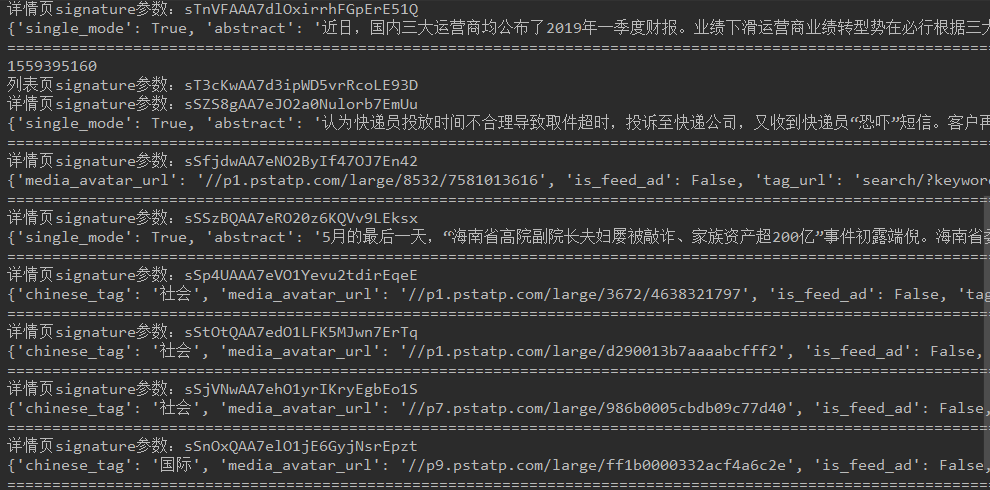 详情页signature参数：sTnVFAAA7dlOxirrhFGpErE51Q
{'single_mode': True, 'abstract': '近日，国内三大运营商均公布了2019年一季度财报。业绩下滑运营商业绩转型势在必行根据三大
====================================================================================================
1559395160
列表页signature参数：sT3cKwAA7d3ipWD5vrRcoLE93D
详情页signature参数：sSZS8gAA7eJO2a0Nulorb7EmUu
{'single_mode': True, 'abstract': '认为快递员投放时间不合理导致取件超时，投诉至快递公司，又收到快递员“恐吓”短信。客户再
====================================================================================================
详情页signature参数：sSfjdwAA7eNO2ByIf47OJ7En42
{'media_avatar_url': '//p1.pstatp.com/large/8532/7581013616', 'is_feed_ad': False, 'tag_url': 'search/?keywor
====================================================================================================
详情页signature参数：sSSzBQAA7eRO20z6KQVv9LEksx
{'single_mode': True, 'abstract': '5月的最后一天，“海南省高院副院长夫妇屡被敲诈、家族资产超200亿”事件初露端倪。海南省委
====================================================================================================
详情页signature参数：sSp4UAAA7eVO1Yevu2tdirEqeE
{'chinese_tag': '社会', 'media_avatar_url': '//p1.pstatp.com/large/3672/4638321797', 'is_feed_ad': False, 'tag
====================================================================================================
详情页signature参数：sStOtQAA7edO1LFK5MJwn7ErTq
{'chinese_tag': '社会', 'media_avatar_url': '//p1.pstatp.com/large/d290013b7aaaabcfff2', 'is_feed_ad': False,
====================================================================================================
详情页signature参数：sSjVNwAA7ehO1yrIKryEgbEo1S
{'chinese_tag': '社会', 'media_avatar_url': '//p7.pstatp.com/large/986b0005cbdb09c77d40', 'is_feed_ad': False,
====================================================================================================
详情页signature参数：sSnOxQAA7elO1jE6GyjNsrEpzt
{'chinese_tag': '国际', 'media_avatar_url': '//p9.pstatp.com/large/ff1b0000332acf4a6c2e', 'is_feed_ad': False,
====================================================================================================